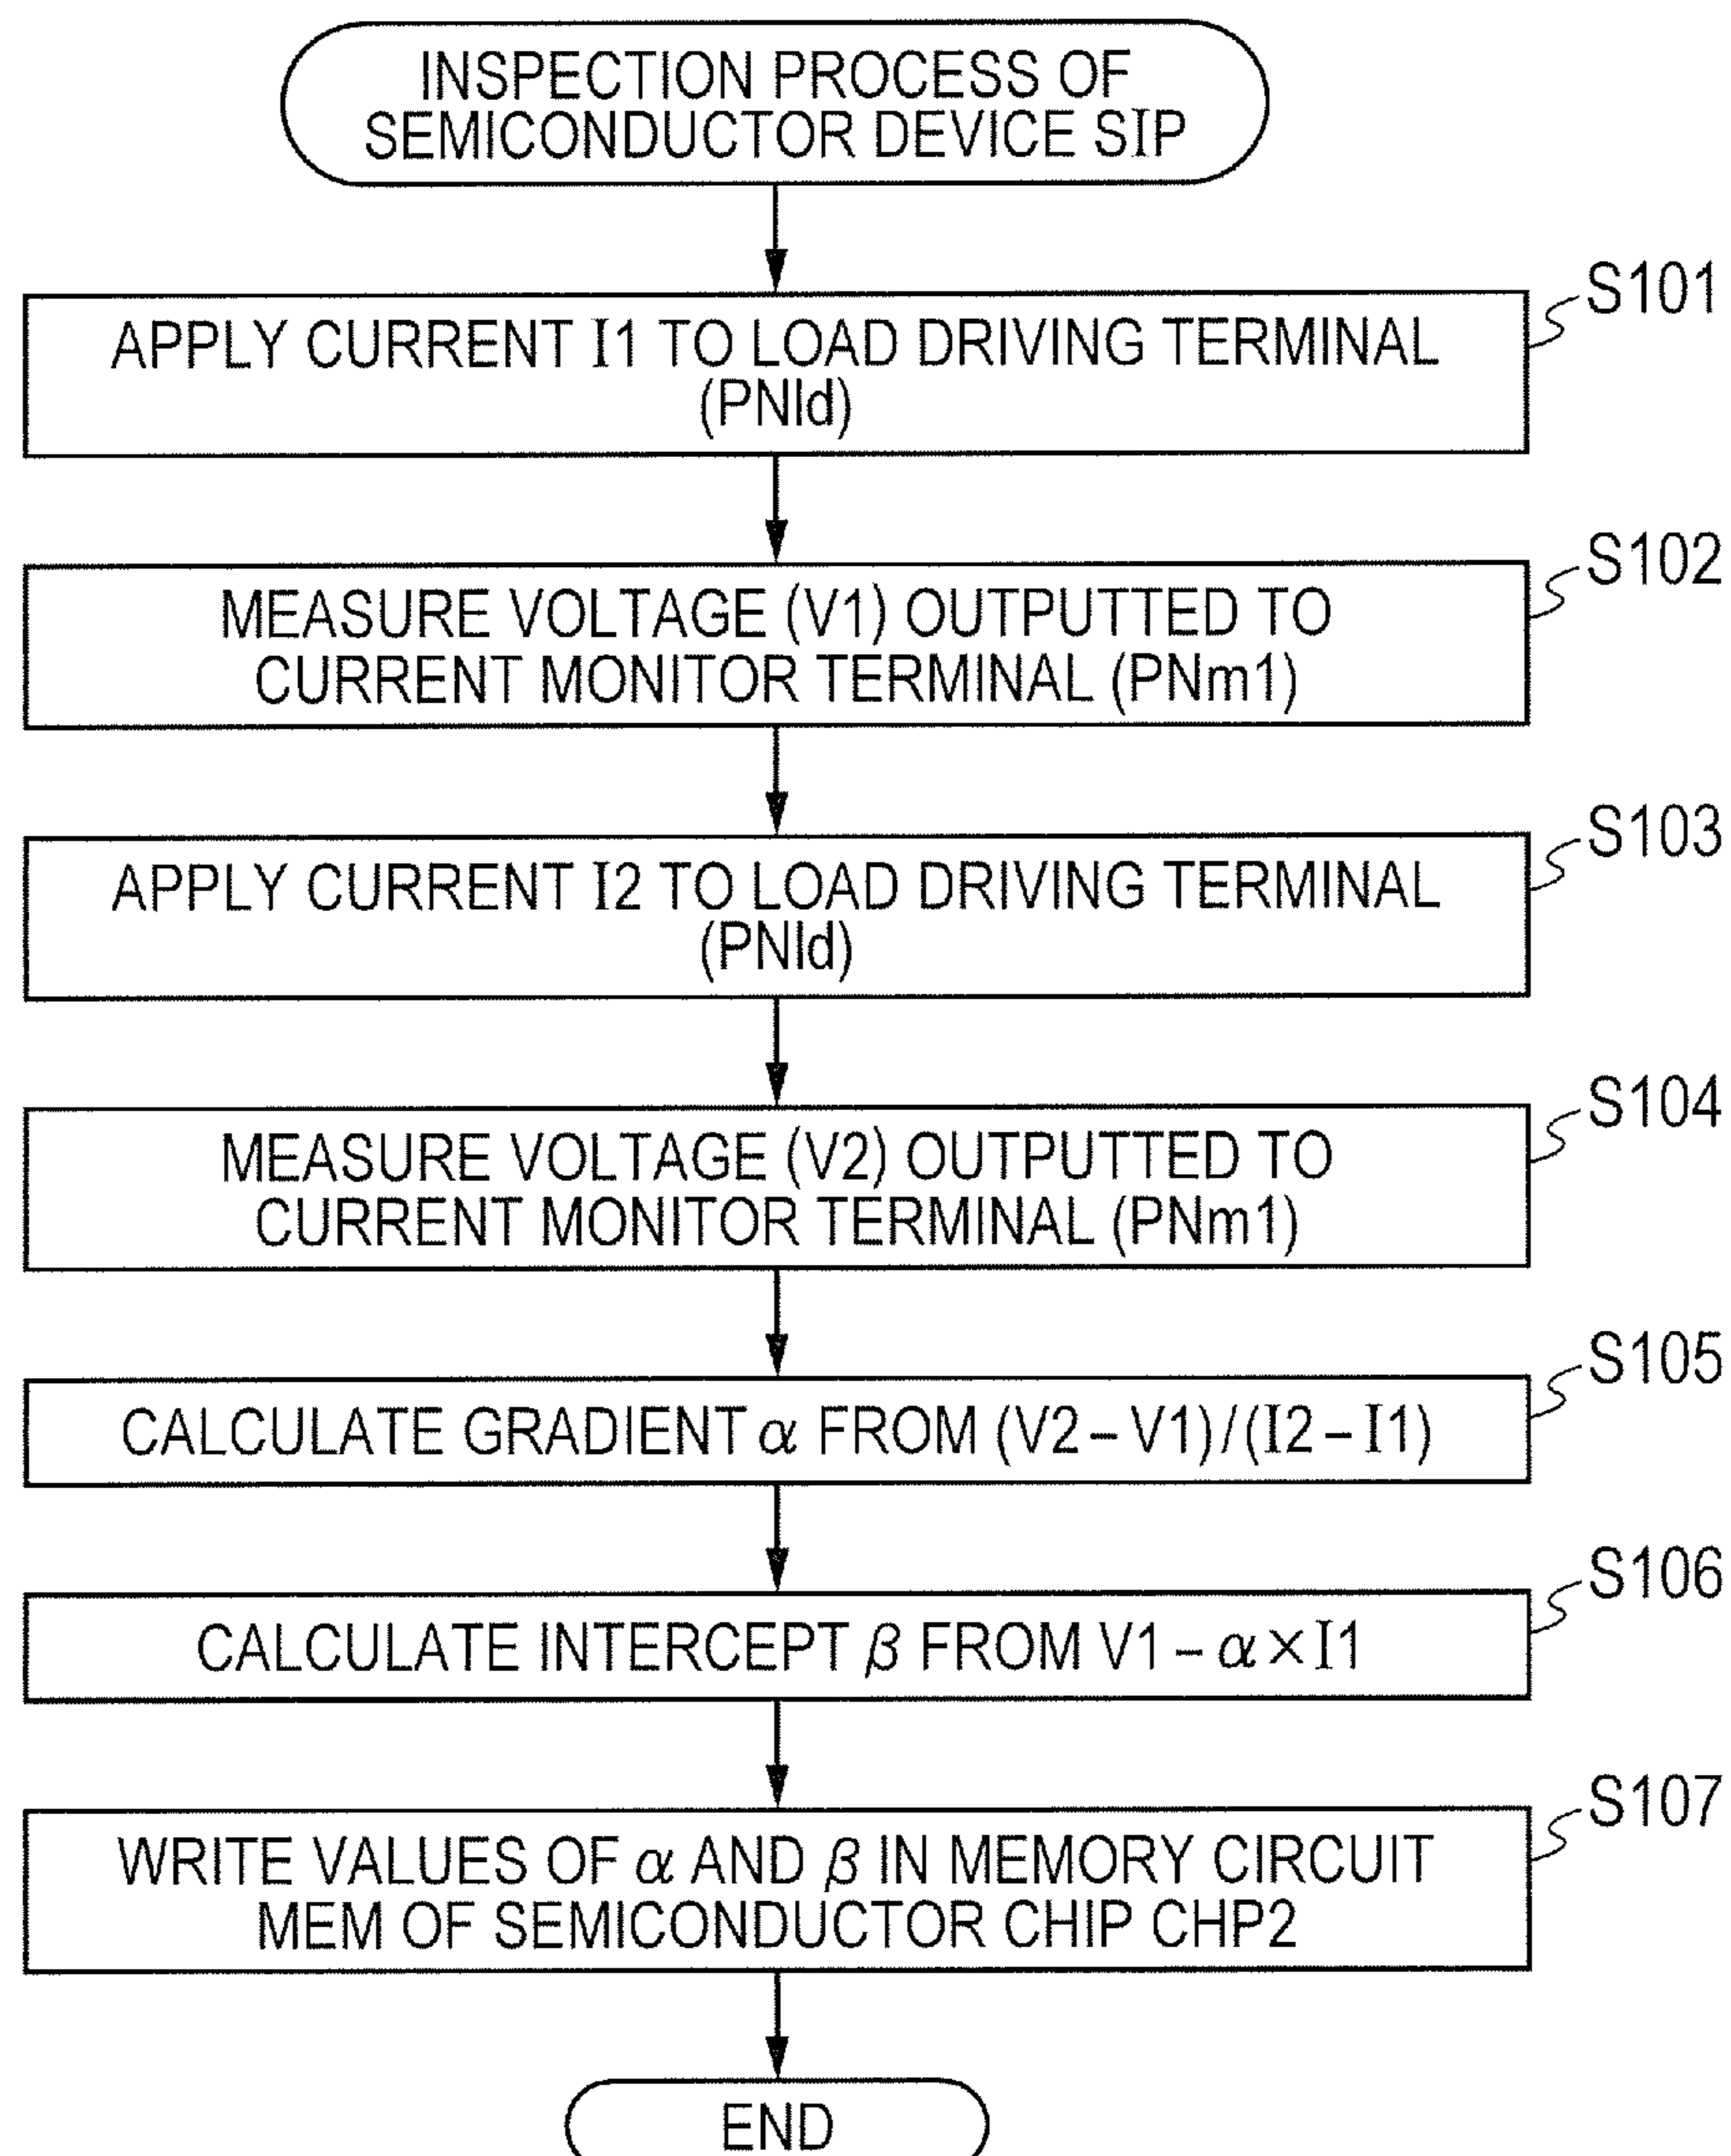 INSPECTION PROCESS OF
SEMICONDUCTOR DEVICE SIP
S101
APPLY CURRENT I1 TO LOAD DRIVING TERMINAL
(PNld)
S102
MEASURE VOLTAGE (V1) OUTPUTTED TO
CURRENT MONITOR TERMINAL (PNm1)
S103
APPLY CURRENT I2 TO LOAD DRIVING TERMINAL
(PNld)
S104
MEASURE VOLTAGE (V2) OUTPUTTED TO
CURRENT MONITOR TERMINAL (PNm1)
S105
CALCULATE GRADIENT α FROM (V2–V1)/(I2–I1)
S106
CALCULATE INTERCEPT β FROM V1–α×I1
S107
WRITE VALUES OF α AND β IN MEMORY CIRCUIT
MEM OF SEMICONDUCTOR CHIP CHP2
END